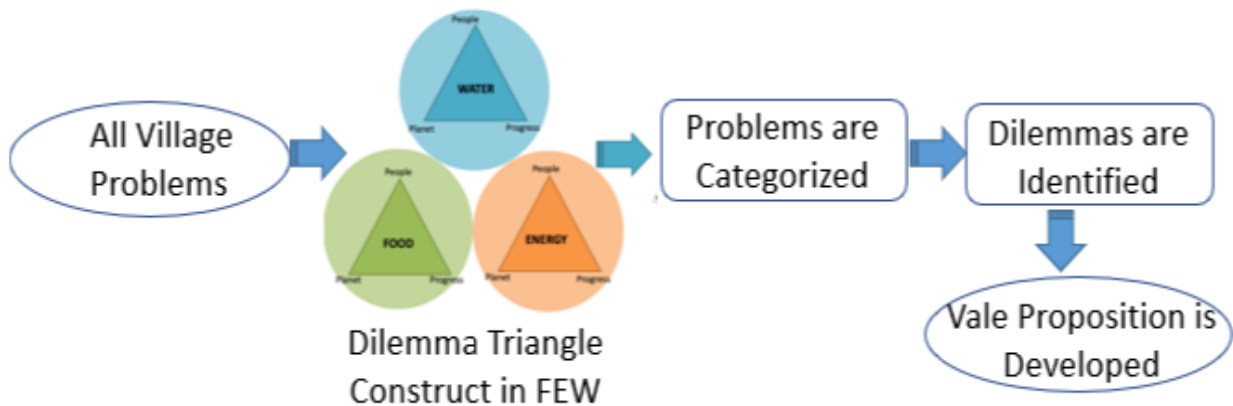 All Village
Problems
People
WATER
Planet
Progress
People
FOOD
Planet
Progress
People
ENERGY
Planet
Progress
Dilemma Triangle
Construct in FEW
Problems are
Categorized
Dilemmas are
Identified
Vale Proposition is
Developed